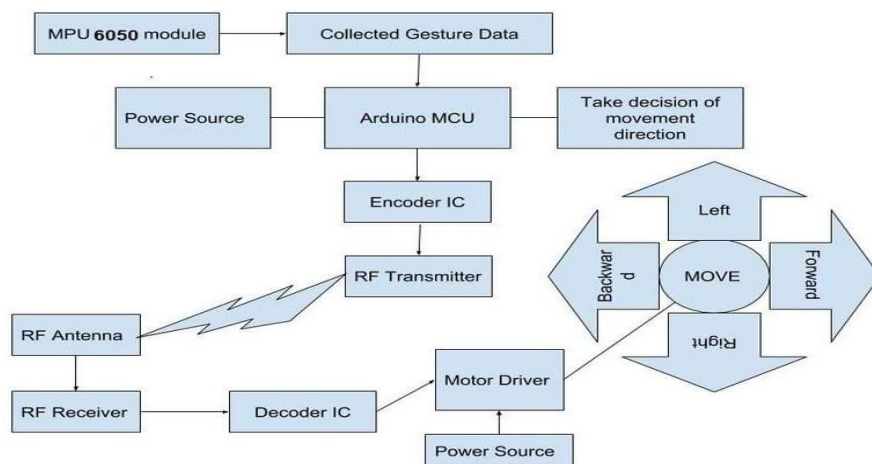 MPU 6050 module
Collected Gesture Data
Power Source
Arduino MCU
Take decision of
movement
direction
Encoder IC
Left
RF Transmitter
Backwar
d
MOVE
Forward
RF Antenna
Right
Motor Driver
RF Receiver
Decoder IC
Power Source